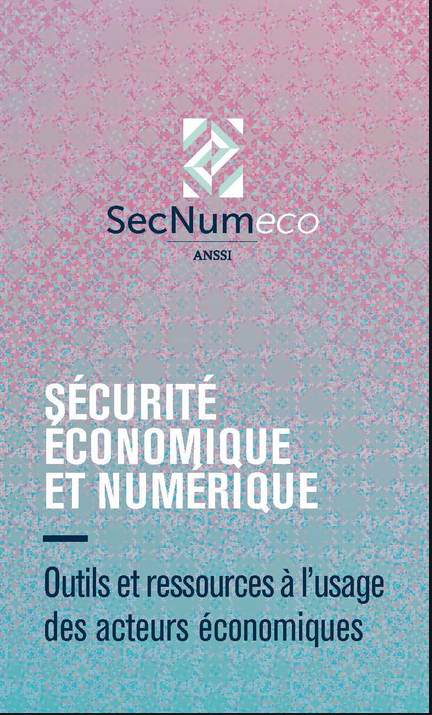 SecNumeco
ANSSI
SÉCURITÉ
ÉCONOMIQUE
ET NUMÉRIQUE
Outils et ressources à l'usage
des acteurs économiques